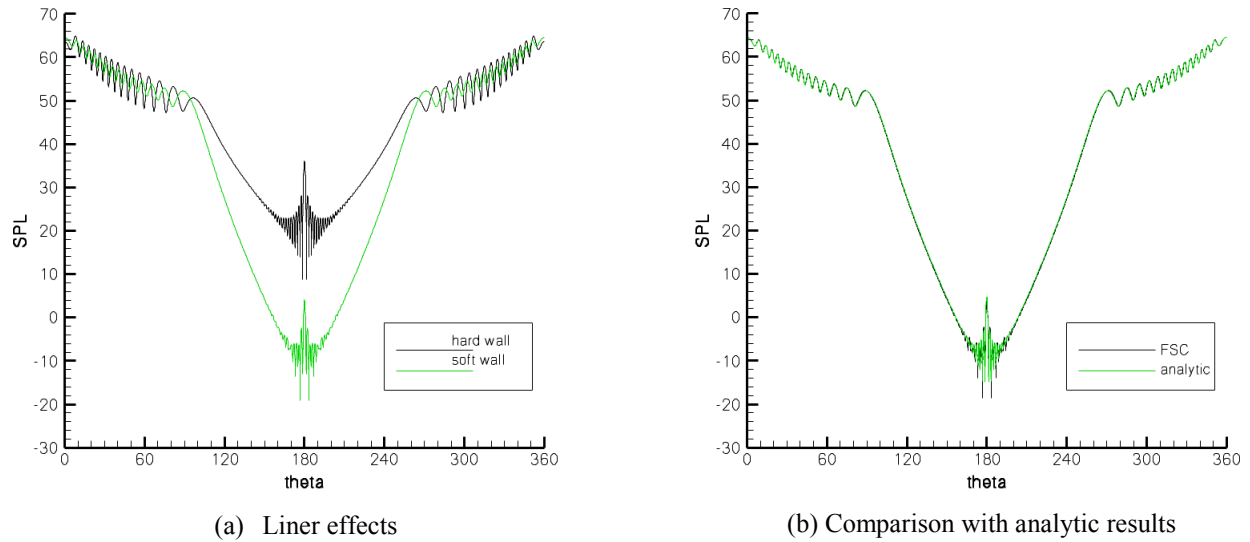 70
60
50
40
30
20
10
0
-10
-20
-30
SPL
0 60 120 180 240 300 360
theta
hard wall
soft wall
(a) Liner effects
70
60
50
40
30
20
10
0
-10
-20
-30
SPL
0 60 120 180 240 300 360
theta
FSC
analytic
(b) Comparison with analytic results